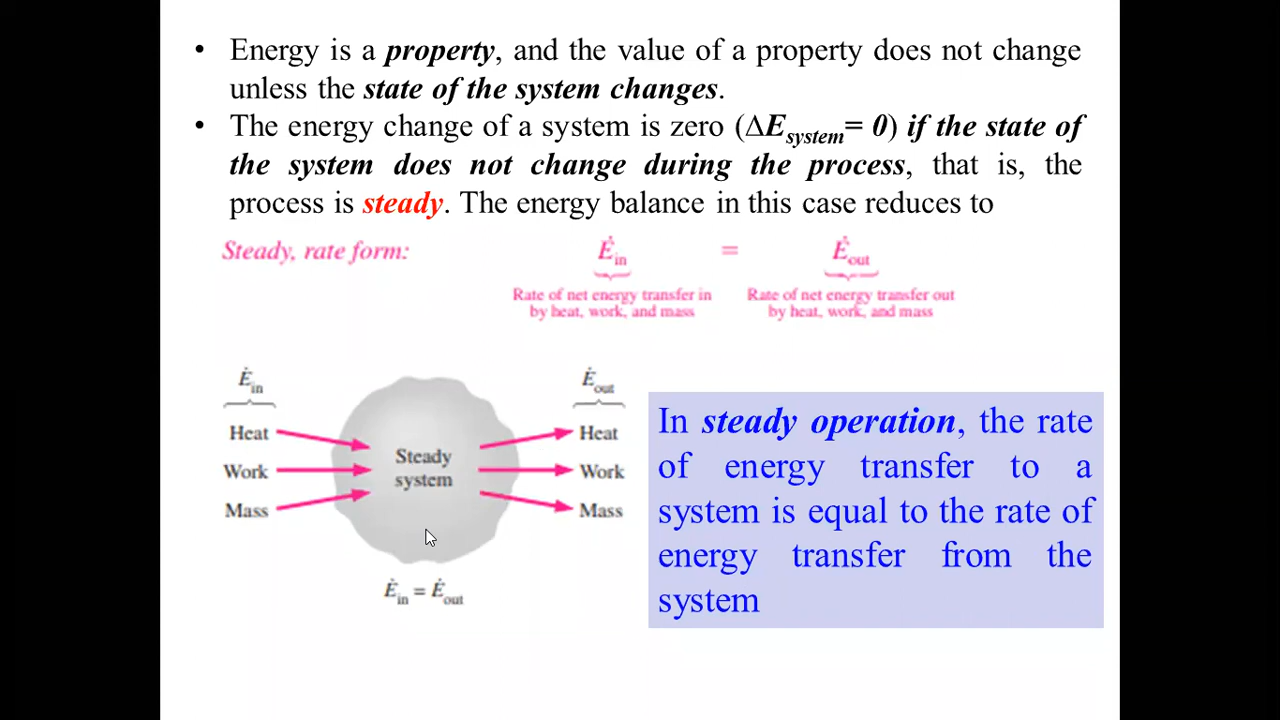 • Energy is a property, and the value of a property does not change
unless the state of the system changes.
• The energy change of a system is zero (ΔEsystem= 0) if the state of
the system does not change during the process, that is, the
process is steady. The energy balance in this case reduces to
Steady, rate form:
Ėin = Ėout
Rate of net energy transfer in
by heat, work, and mass
Rate of net energy transfer out
by heat, work, and mass
Ėin
Heat
Work
Mass
Steady
system
Ėout
Heat
Work
Mass
Ėin = Ėout
In steady operation, the rate
of energy transfer to a
system is equal to the rate of
energy transfer from the
system